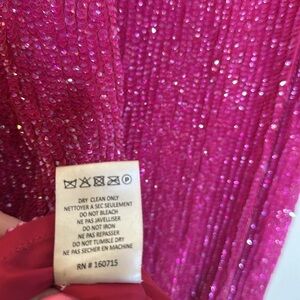 P
DRY CLEAN ONLY
NETTOYER A SEC SEULEMENT
DO NOT BLEACH
NE PAS JAVELLISER
DO NOT IRON
NE PAS REPASSER
DO NOT TUMBLE DRY
NE PAS SECHER EN MACHINE
RN # 160715